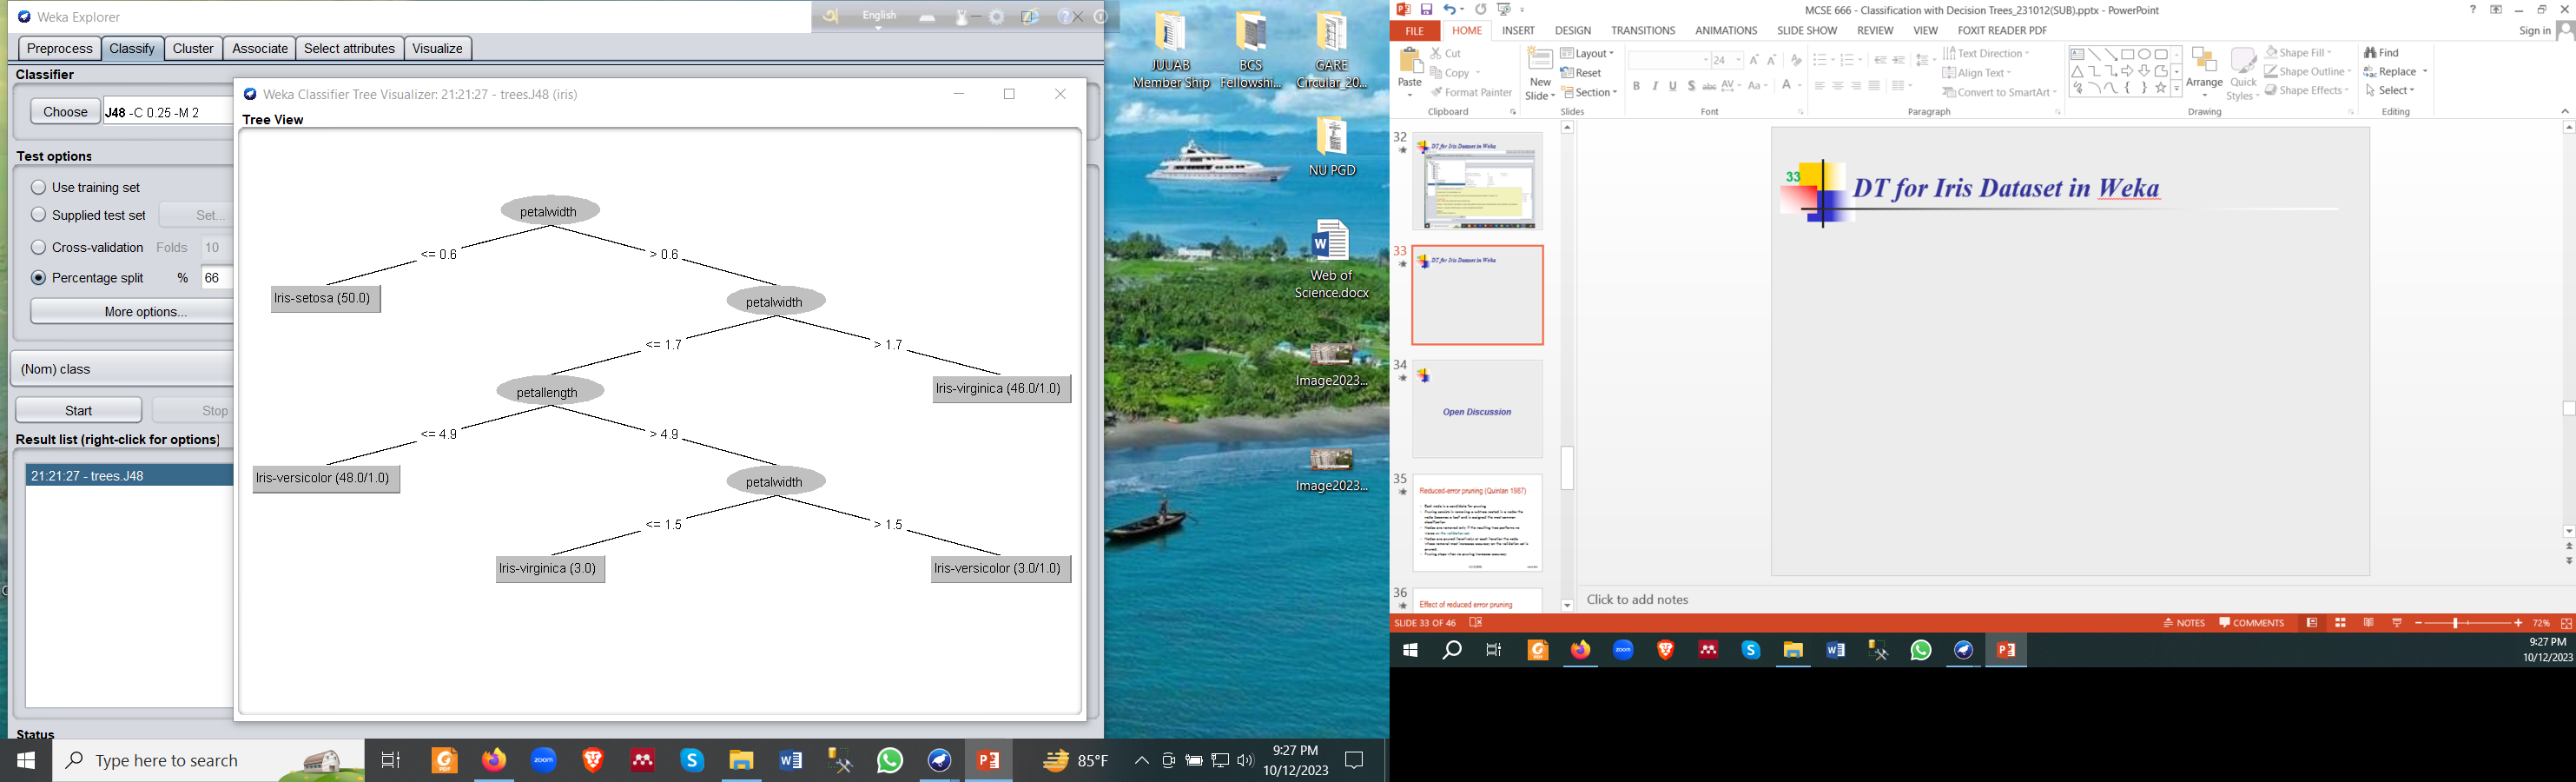 Weka Explorer
English
Preprocess Classify Cluster Associate Select attributes Visualize
Classifier
Choose J48 -C 0.25 -M 2
Test options
Use training set
Supplied test set Set...
Cross-validation Folds 10
Percentage split % 66
More options...
(Nom) class
Start Stop
Result list (right-click for options)
21:21:27 - trees.J48
Status
Weka Classifier Tree Visualizer: 21:21:27 - trees.J48 (iris)
Tree View
petalwidth
<= 0.6 > 0.6
Iris-setosa (50.0) petalwidth
<= 1.7 > 1.7
petallength Iris-virginica (46.0/1.0)
<= 4.9 > 4.9
Iris-versicolor (48.0/1.0) petalwidth
<= 1.5 > 1.5
Iris-virginica (3.0) Iris-versicolor (3.0/1.0)
JUUAB
Member Ship
BCS
Fellowshi...
GARE
Circular_20...
NU PGD
Web of
Science.docx
Image2023...
Image2023...
Type here to search
85°F
9:27 PM
10/12/2023
MCSE 666 - Classification with Decision Trees_231012(SUB).pptx - PowerPoint
FILE HOME INSERT DESIGN TRANSITIONS ANIMATIONS SLIDE SHOW REVIEW VIEW FOXIT READER PDF
Sign in
Paste
Cut
Copy
Format Painter
Clipboard
New
Slide
Layout
Reset
Section
Slides
24
B I U S abc AV Aa A
Font
Text Direction
Align Text
Convert to SmartArt
Paragraph
Arrange
Quick
Styles
Shape Fill
Shape Outline
Shape Effects
Drawing
Find
Replace
Select
Editing
32
DT for Iris Dataset in Weka
33
DT for Iris Dataset in Weka
34
Open Discussion
35
Reduced-error pruning (Quinlan 1987)
36
Effect of reduced error pruning
33
DT for Iris Dataset in Weka
Click to add notes
SLIDE 33 OF 46
NOTES COMMENTS 72%
9:27 PM
10/12/2023